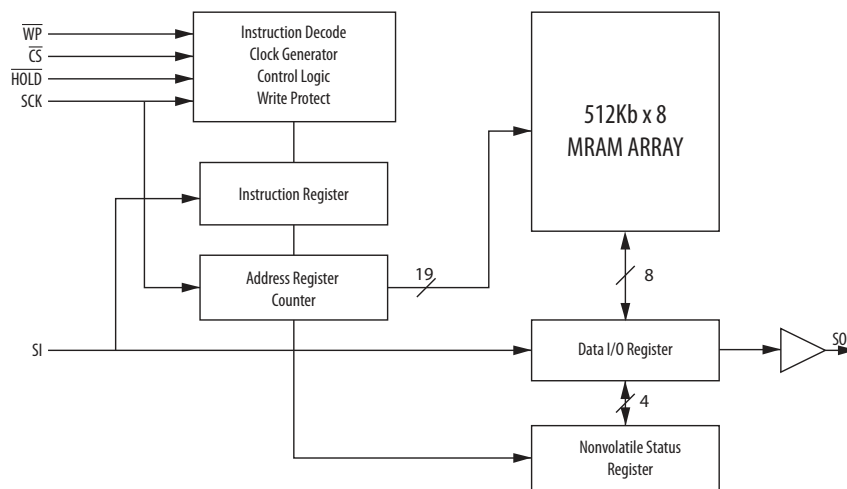 WP
CS
HOLD
SCK
Instruction Decode
Clock Generator
Control Logic
Write Protect
512Kb x 8
MRAM ARRAY
Instruction Register
Address Register
Counter
19
8
SI
Data I/O Register
SO
4
Nonvolatile Status
Register